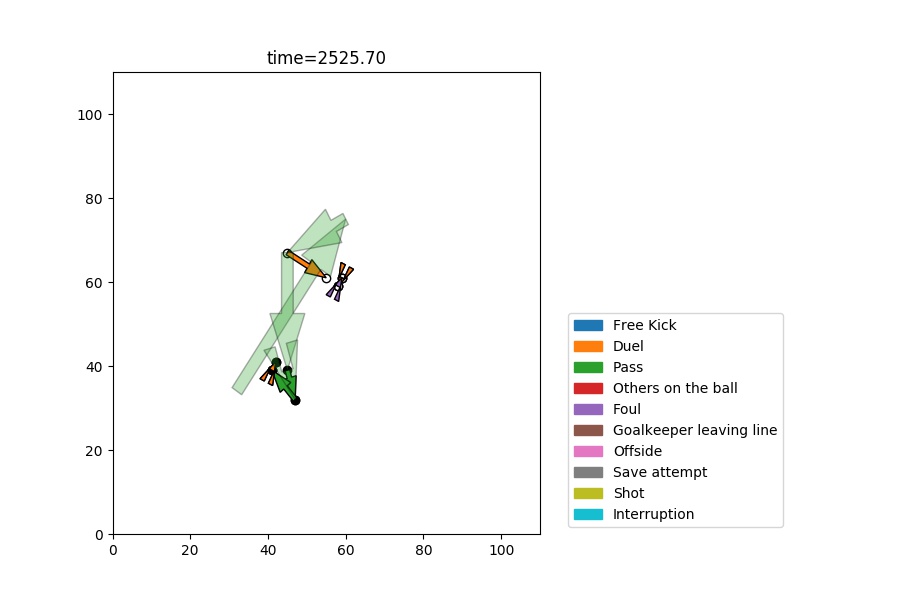 time=2525.70
100
80
60
40
20
0
0 20 40 60 80 100
Free Kick
Duel
Pass
Others on the ball
Foul
Goalkeeper leaving line
Offside
Save attempt
Shot
Interruption